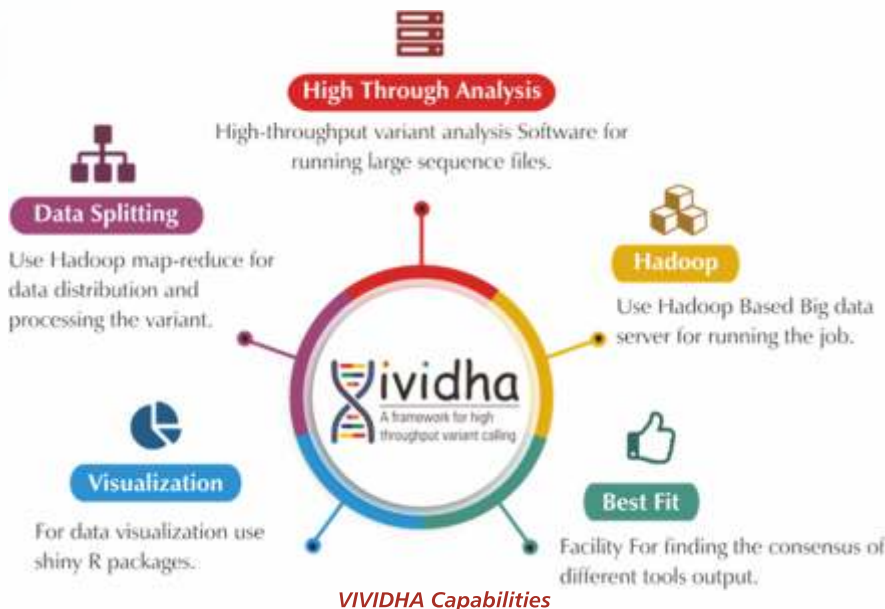 High Through Analysis
High-throughput variant analysis Software for
running large sequence files.
Data Splitting
Use Hadoop map-reduce for
data distribution and
processing the variant.
Hadoop
Use Hadoop Based Big data
server for running the job.
ividha
A framework for high
throughput variant calling
Visualization
For data visualization use
shiny R packages.
Best Fit
Facility For finding the consensus of
different tools output.
VIVIDHA Capabilities